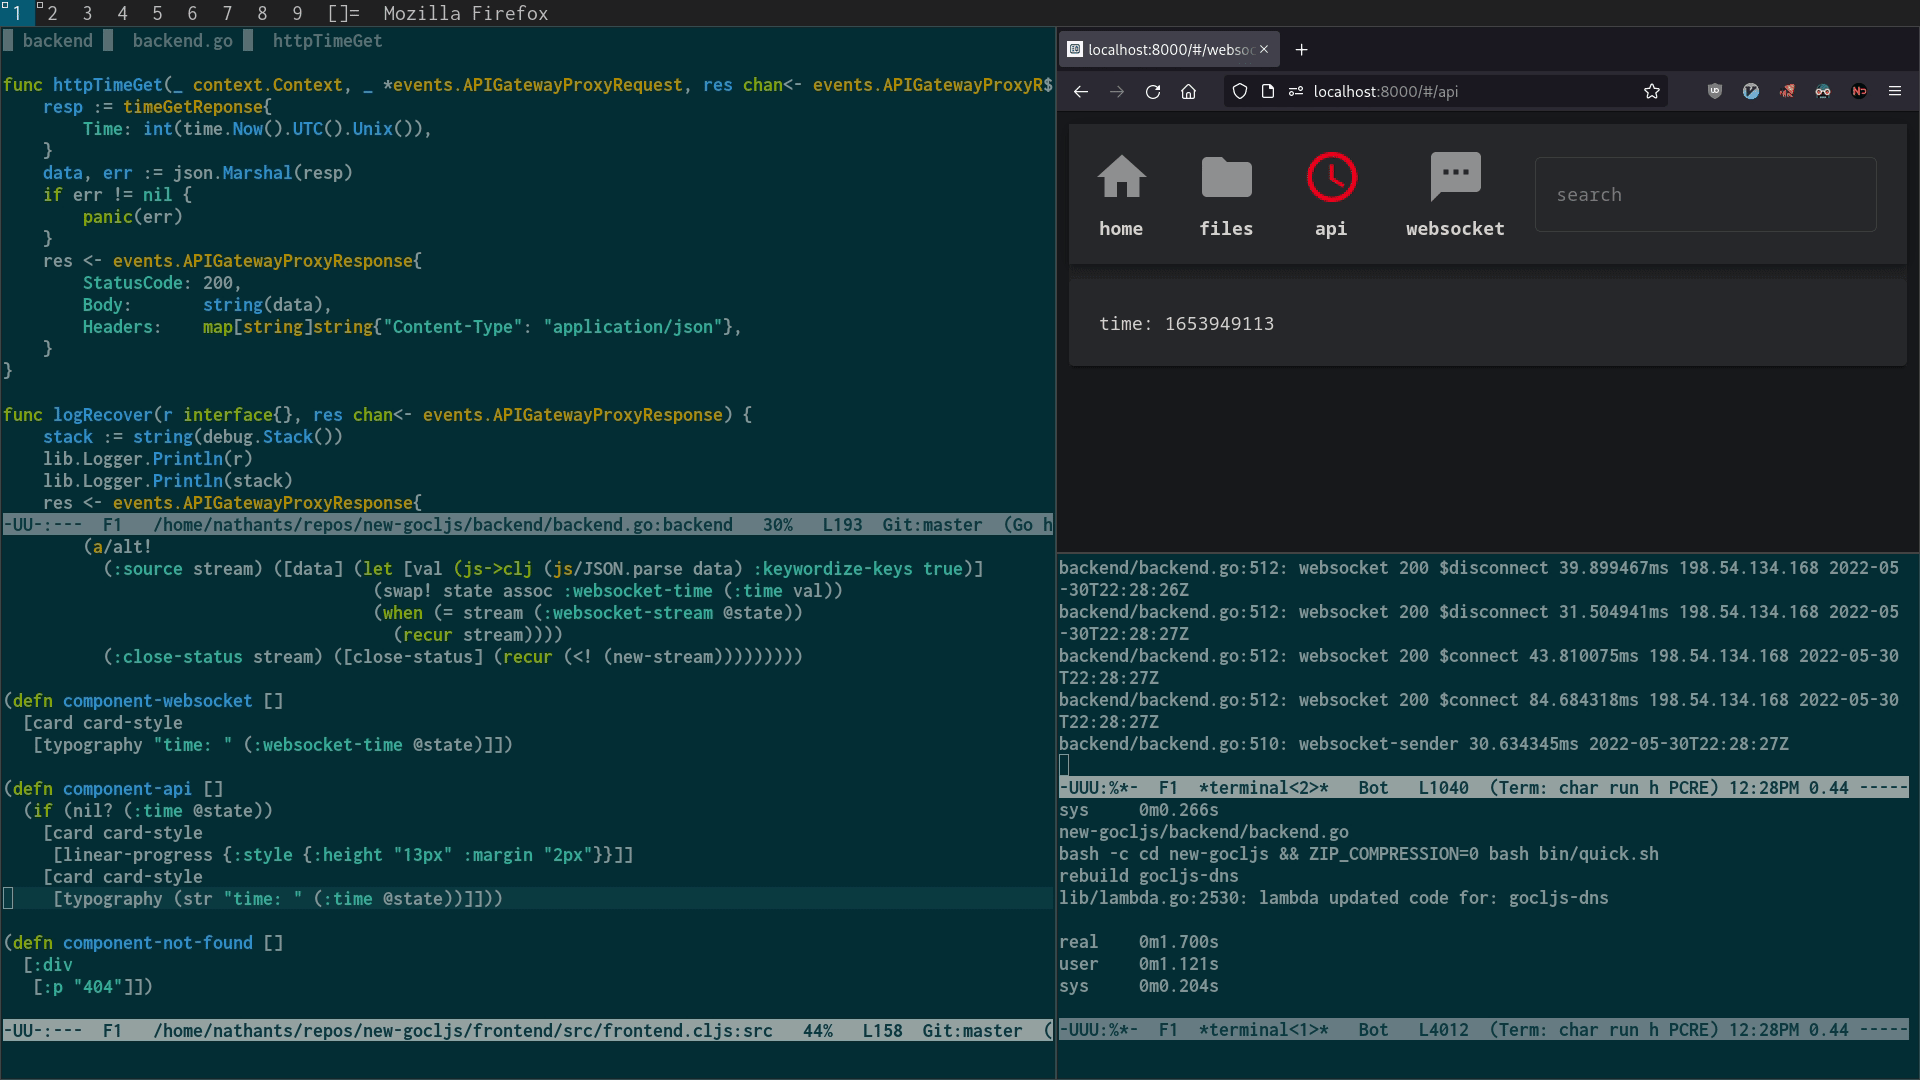 1 2 3 4 5 6 7 8 9 []= Mozilla Firefox
backend backend.go httpTimeGet
func httpTimeGet(_ context.Context, _ *events.APIGatewayProxyRequest, res chan<- events.APIGatewayProxyR$
    resp := timeGetReponse{
        Time: int(time.Now().UTC().Unix()),
    }
    data, err := json.Marshal(resp)
    if err != nil {
        panic(err)
    }
    res <- events.APIGatewayProxyResponse{
        StatusCode: 200,
        Body:       string(data),
        Headers:    map[string]string{"Content-Type": "application/json"},
    }
}
func logRecover(r interface{}, res chan<- events.APIGatewayProxyResponse) {
    stack := string(debug.Stack())
    lib.Logger.Println(r)
    lib.Logger.Println(stack)
    res <- events.APIGatewayProxyResponse{
-UU-:---  F1   /home/nathants/repos/new-gocljs/backend/backend.go:backend   30%   L193  Git:master  (Go h
        (a/alt!
          (:source stream) ([data] (let [val (js->clj (js/JSON.parse data) :keywordize-keys true)]
                                     (swap! state assoc :websocket-time (:time val))
                                     (when (= stream (:websocket-stream @state))
                                       (recur stream))))
          (:close-status stream) ([close-status] (recur (<! (new-stream)))))))))
(defn component-websocket []
  [card card-style
   [typography "time: " (:websocket-time @state)]])
(defn component-api []
  (if (nil? (:time @state))
    [card card-style
     [linear-progress {:style {:height "13px" :margin "2px"}}]]
    [card card-style
     [typography (str "time: " (:time @state))]]))
(defn component-not-found []
  [:div
   [:p "404"]])
-UU-:---  F1   /home/nathants/repos/new-gocljs/frontend/src/frontend.cljs:src   44%   L158  Git:master  (
localhost:8000/#/websoc
localhost:8000/#/api
home files api websocket search
time: 1653949113
backend/backend.go:512: websocket 200 $disconnect 39.899467ms 198.54.134.168 2022-05
-30T22:28:26Z
backend/backend.go:512: websocket 200 $disconnect 31.504941ms 198.54.134.168 2022-05
-30T22:28:27Z
backend/backend.go:512: websocket 200 $connect 43.810075ms 198.54.134.168 2022-05-30
T22:28:27Z
backend/backend.go:512: websocket 200 $connect 84.684318ms 198.54.134.168 2022-05-30
T22:28:27Z
backend/backend.go:510: websocket-sender 30.634345ms 2022-05-30T22:28:27Z
-UUU:%*-  F1  *terminal<2>*   Bot   L1040  (Term: char run h PCRE) 12:28PM 0.44 -----
sys     0m0.266s
new-gocljs/backend/backend.go
bash -c cd new-gocljs && ZIP_COMPRESSION=0 bash bin/quick.sh
rebuild gocljs-dns
lib/lambda.go:2530: lambda updated code for: gocljs-dns
real    0m1.700s
user    0m1.121s
sys     0m0.204s
-UUU:%*-  F1  *terminal<1>*   Bot   L4012  (Term: char run h PCRE) 12:28PM 0.44 -----